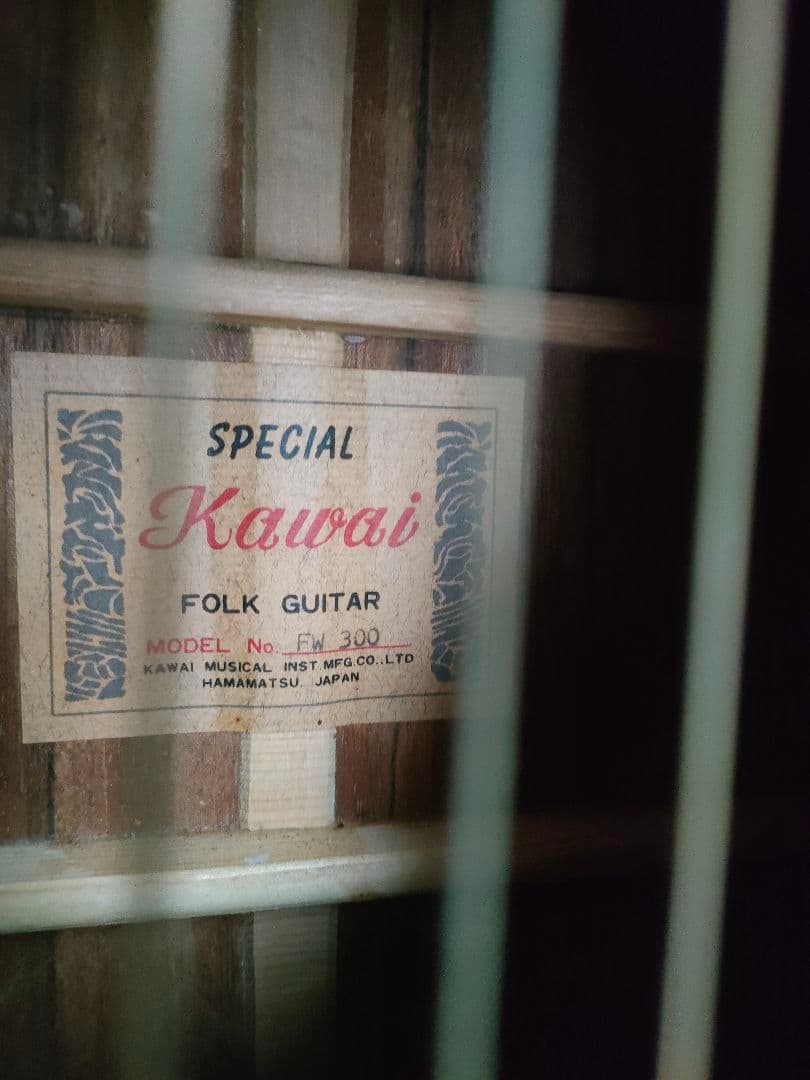 SPECIAL
Kawai
FOLK GUITAR
MODEL No. FW 300
KAWAI MUSICAL INST.MFG.CO.,LTD
HAMAMATSU. JAPAN